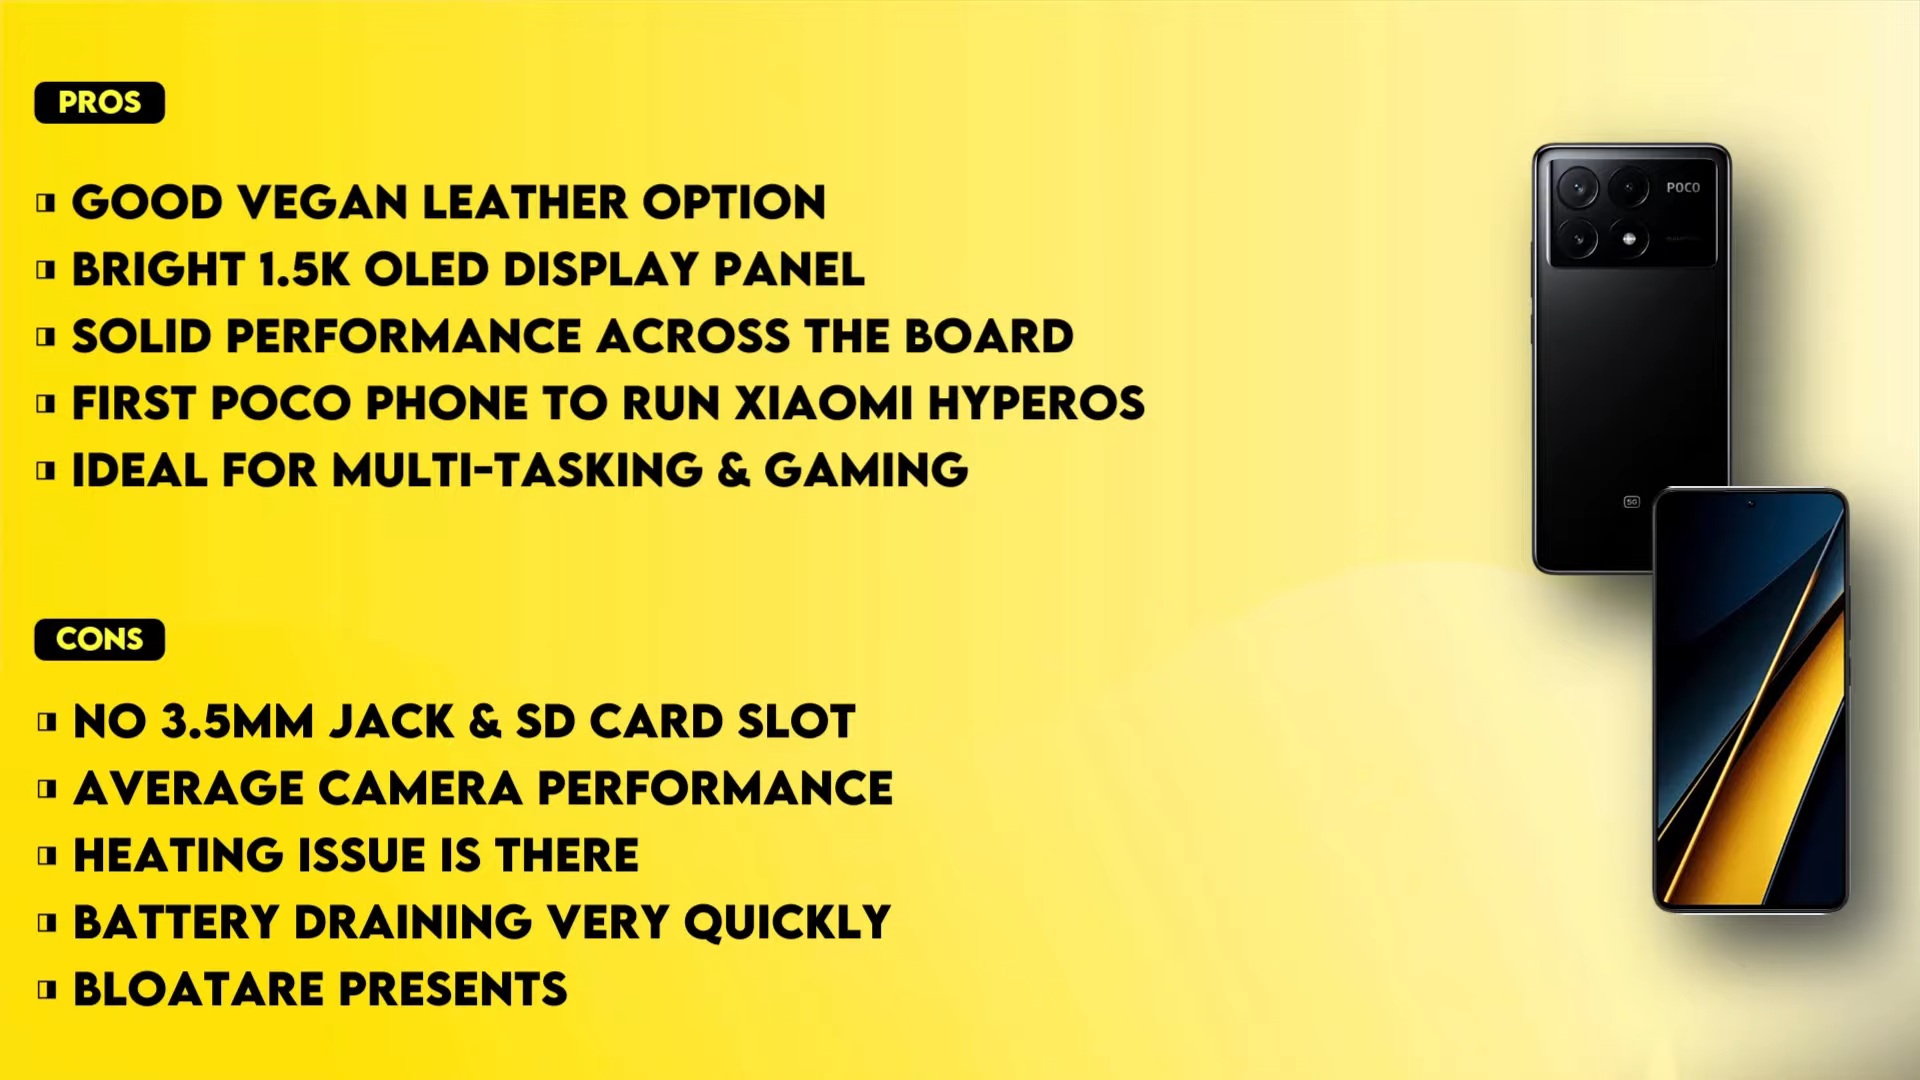 PROS
GOOD VEGAN LEATHER OPTION
BRIGHT 1.5K OLED DISPLAY PANEL
SOLID PERFORMANCE ACROSS THE BOARD
FIRST POCO PHONE TO RUN XIAOMI HYPEROS
IDEAL FOR MULTI-TASKING & GAMING
CONS
NO 3.5MM JACK & SD CARD SLOT
AVERAGE CAMERA PERFORMANCE
HEATING ISSUE IS THERE
BATTERY DRAINING VERY QUICKLY
BLOATARE PRESENTS
POCO
5G